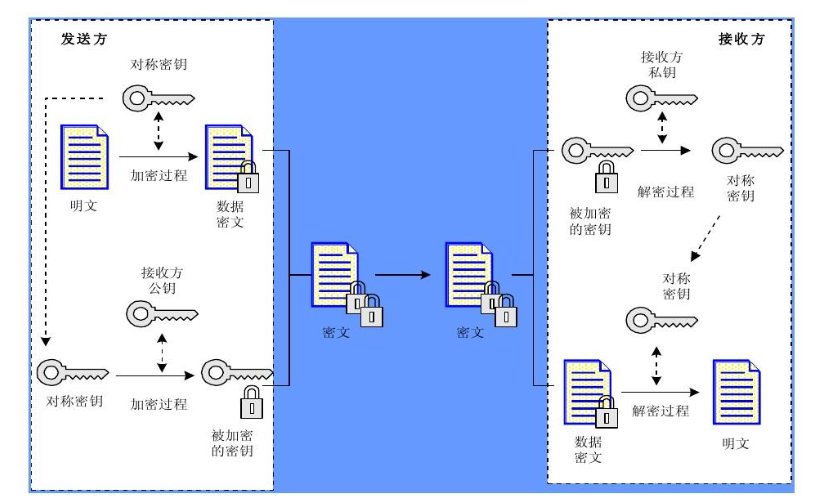 发送方
对称密钥
加密过程
明文
数据
密文
接收方
公钥
对称密钥
加密过程
被加密
的密钥
密文
密文
接收方
接收方
私钥
被加密
的密钥
解密过程
对称
密钥
对称
密钥
数据
密文
解密过程
明文